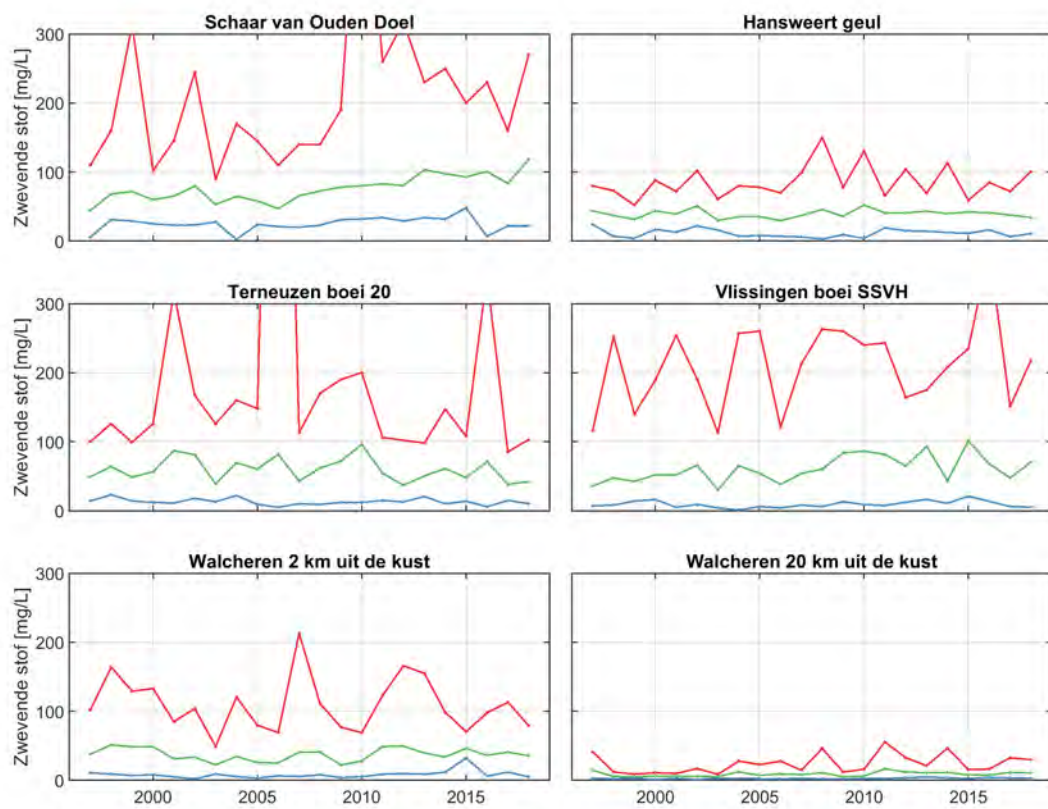 Schaar van Ouden Doel
Hansweert geul
300
200
100
0
Zwevende stof [mg/L]
Terneuzen boei 20
Vlissingen boei SSVH
300
200
100
0
Zwevende stof [mg/L]
Walcheren 2 km uit de kust
Walcheren 20 km uit de kust
300
200
100
0
Zwevende stof [mg/L]
2000 2005 2010 2015
2000 2005 2010 2015